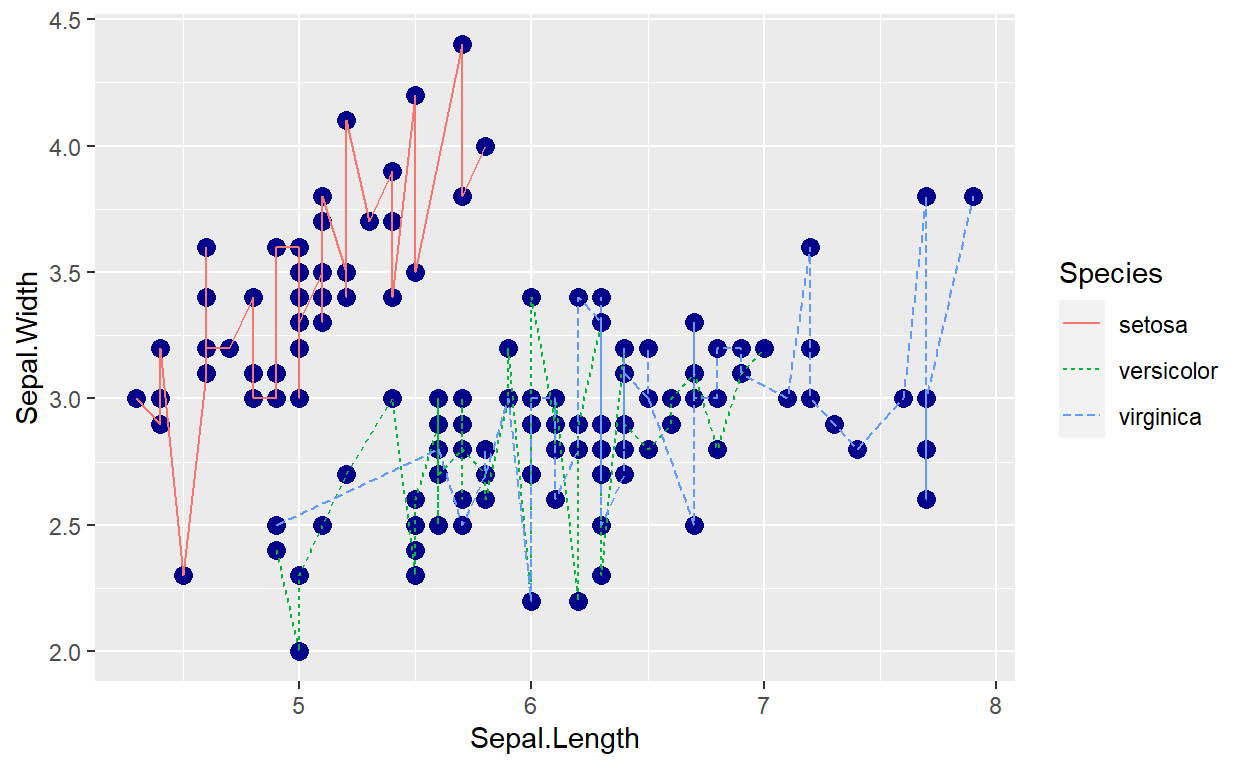 4.5
4.0
3.5
3.0
2.5
2.0
Sepal.Width
5
6
7
8
Sepal.Length
Species
setosa
versicolor
virginica